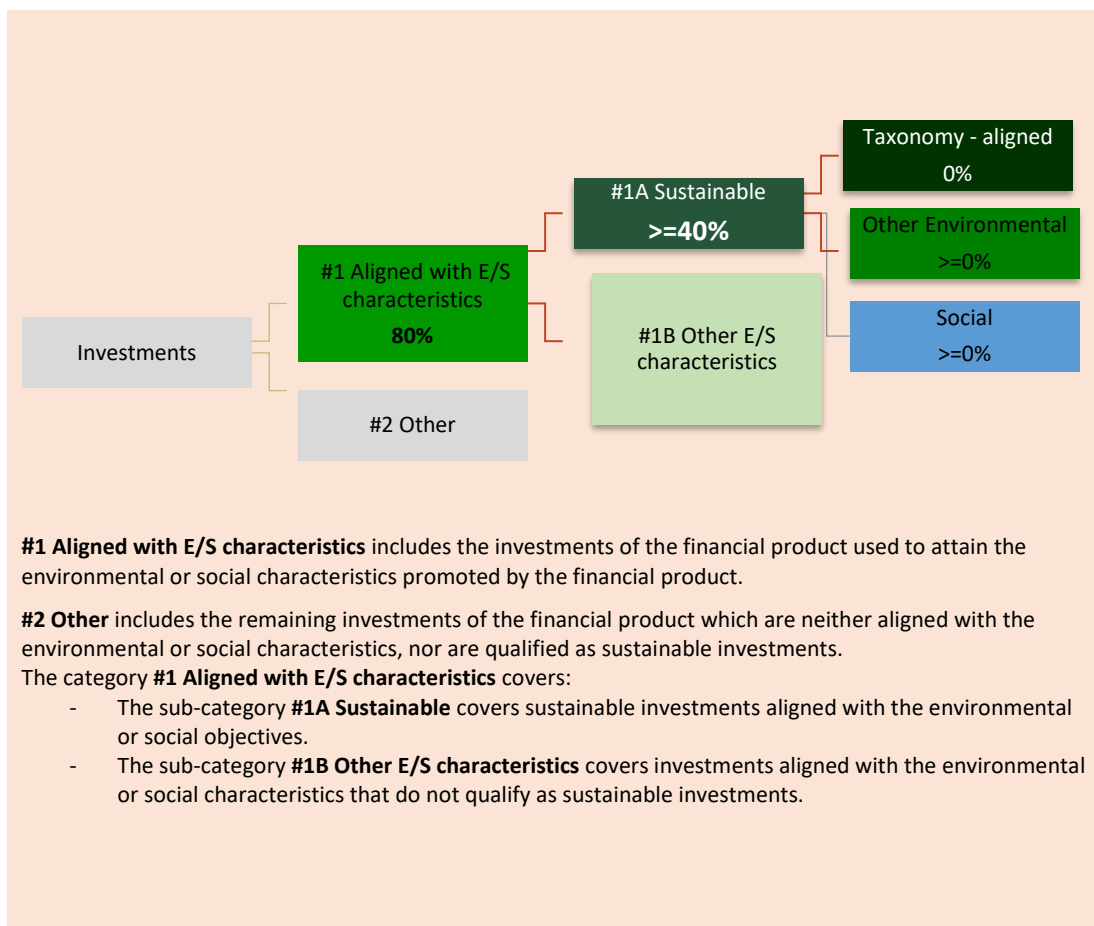 Taxonomy - aligned
0%
#1A Sustainable
>=40%
Other Environmental
>=0%
#1 Aligned with E/S
characteristics
80%
Social
>=0%
Investments
#1B Other E/S
characteristics
#2 Other
#1 Aligned with E/S characteristics includes the investments of the financial product used to attain the
environmental or social characteristics promoted by the financial product.
#2 Other includes the remaining investments of the financial product which are neither aligned with the
environmental or social characteristics, nor are qualified as sustainable investments.
The category #1 Aligned with E/S characteristics covers:
- The sub-category #1A Sustainable covers sustainable investments aligned with the environmental
or social objectives.
- The sub-category #1B Other E/S characteristics covers investments aligned with the environmental
or social characteristics that do not qualify as sustainable investments.